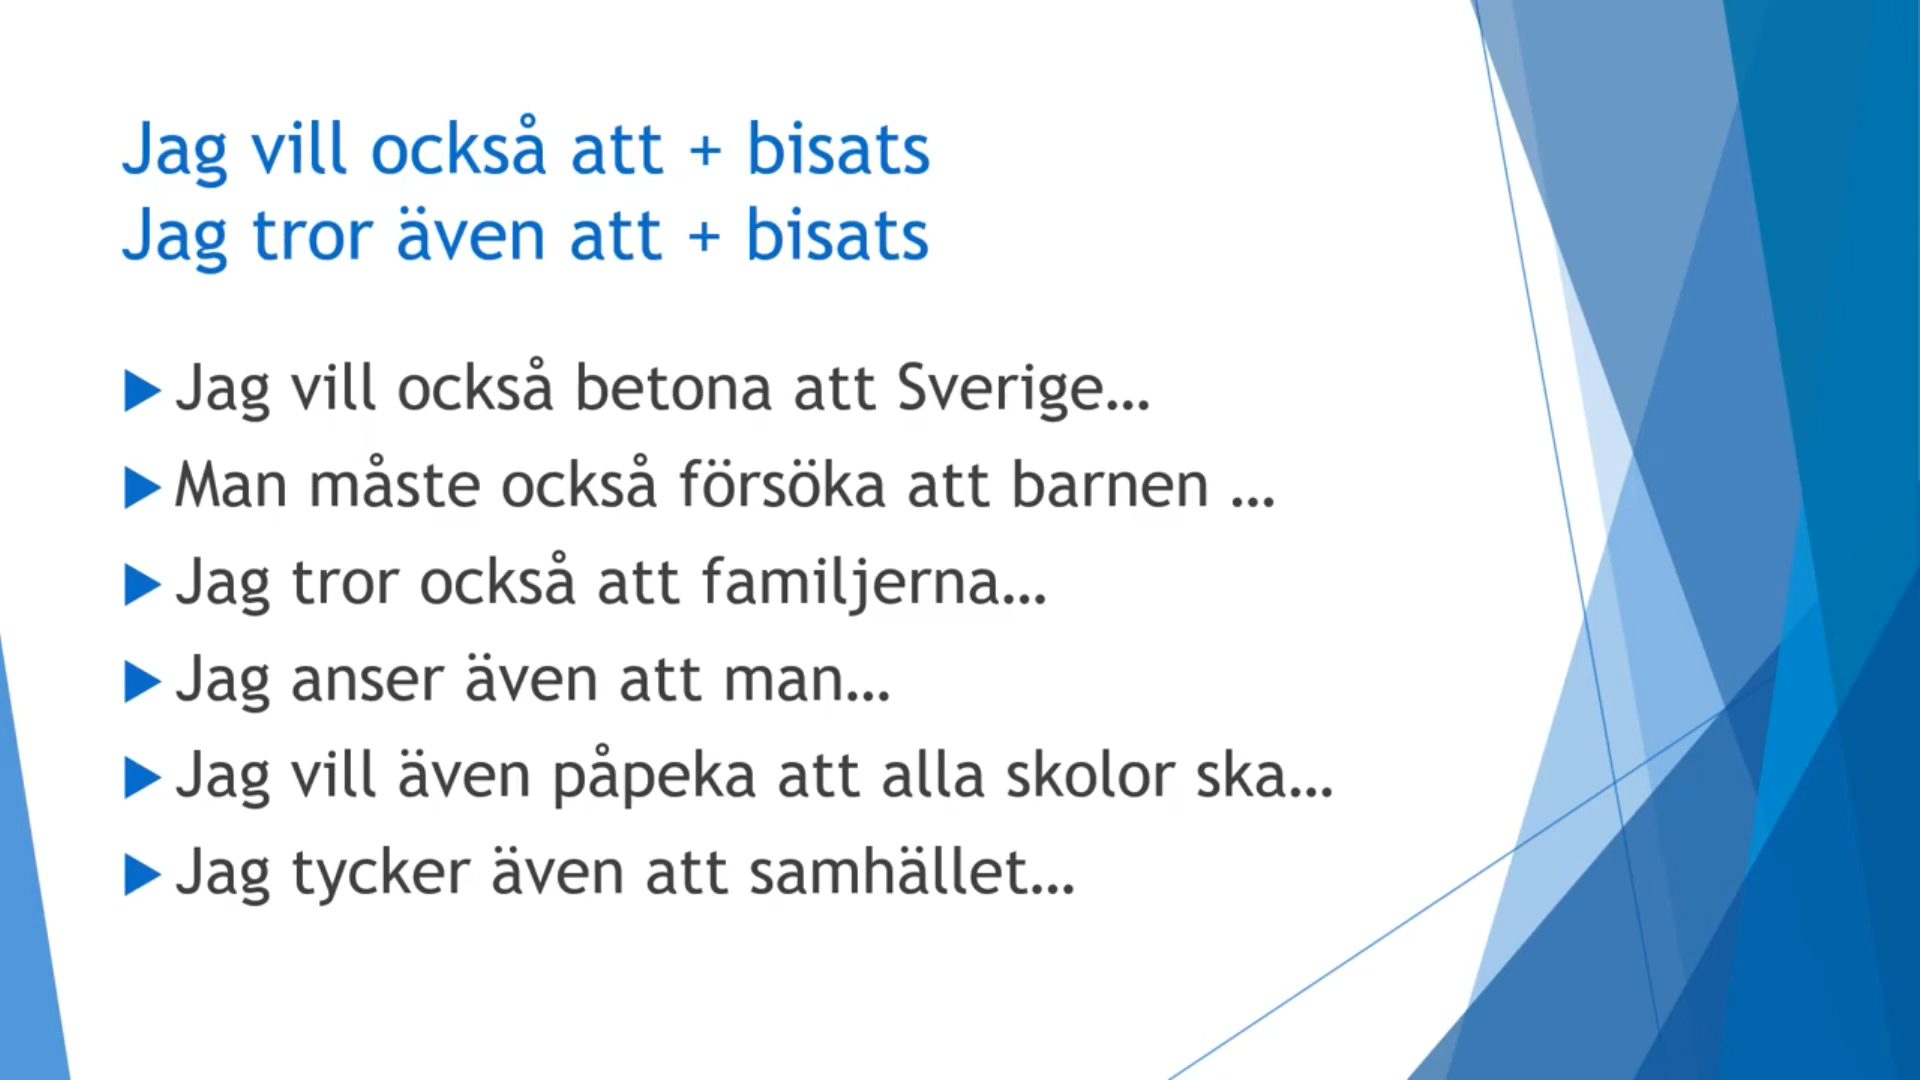 Jag vill också att + bisats
Jag tror även att + bisats
Jag vill också betona att Sverige…
Man måste också försöka att barnen …
Jag tror också att familjerna…
Jag anser även att man…
Jag vill även påpeka att alla skolor ska…
Jag tycker även att samhället…